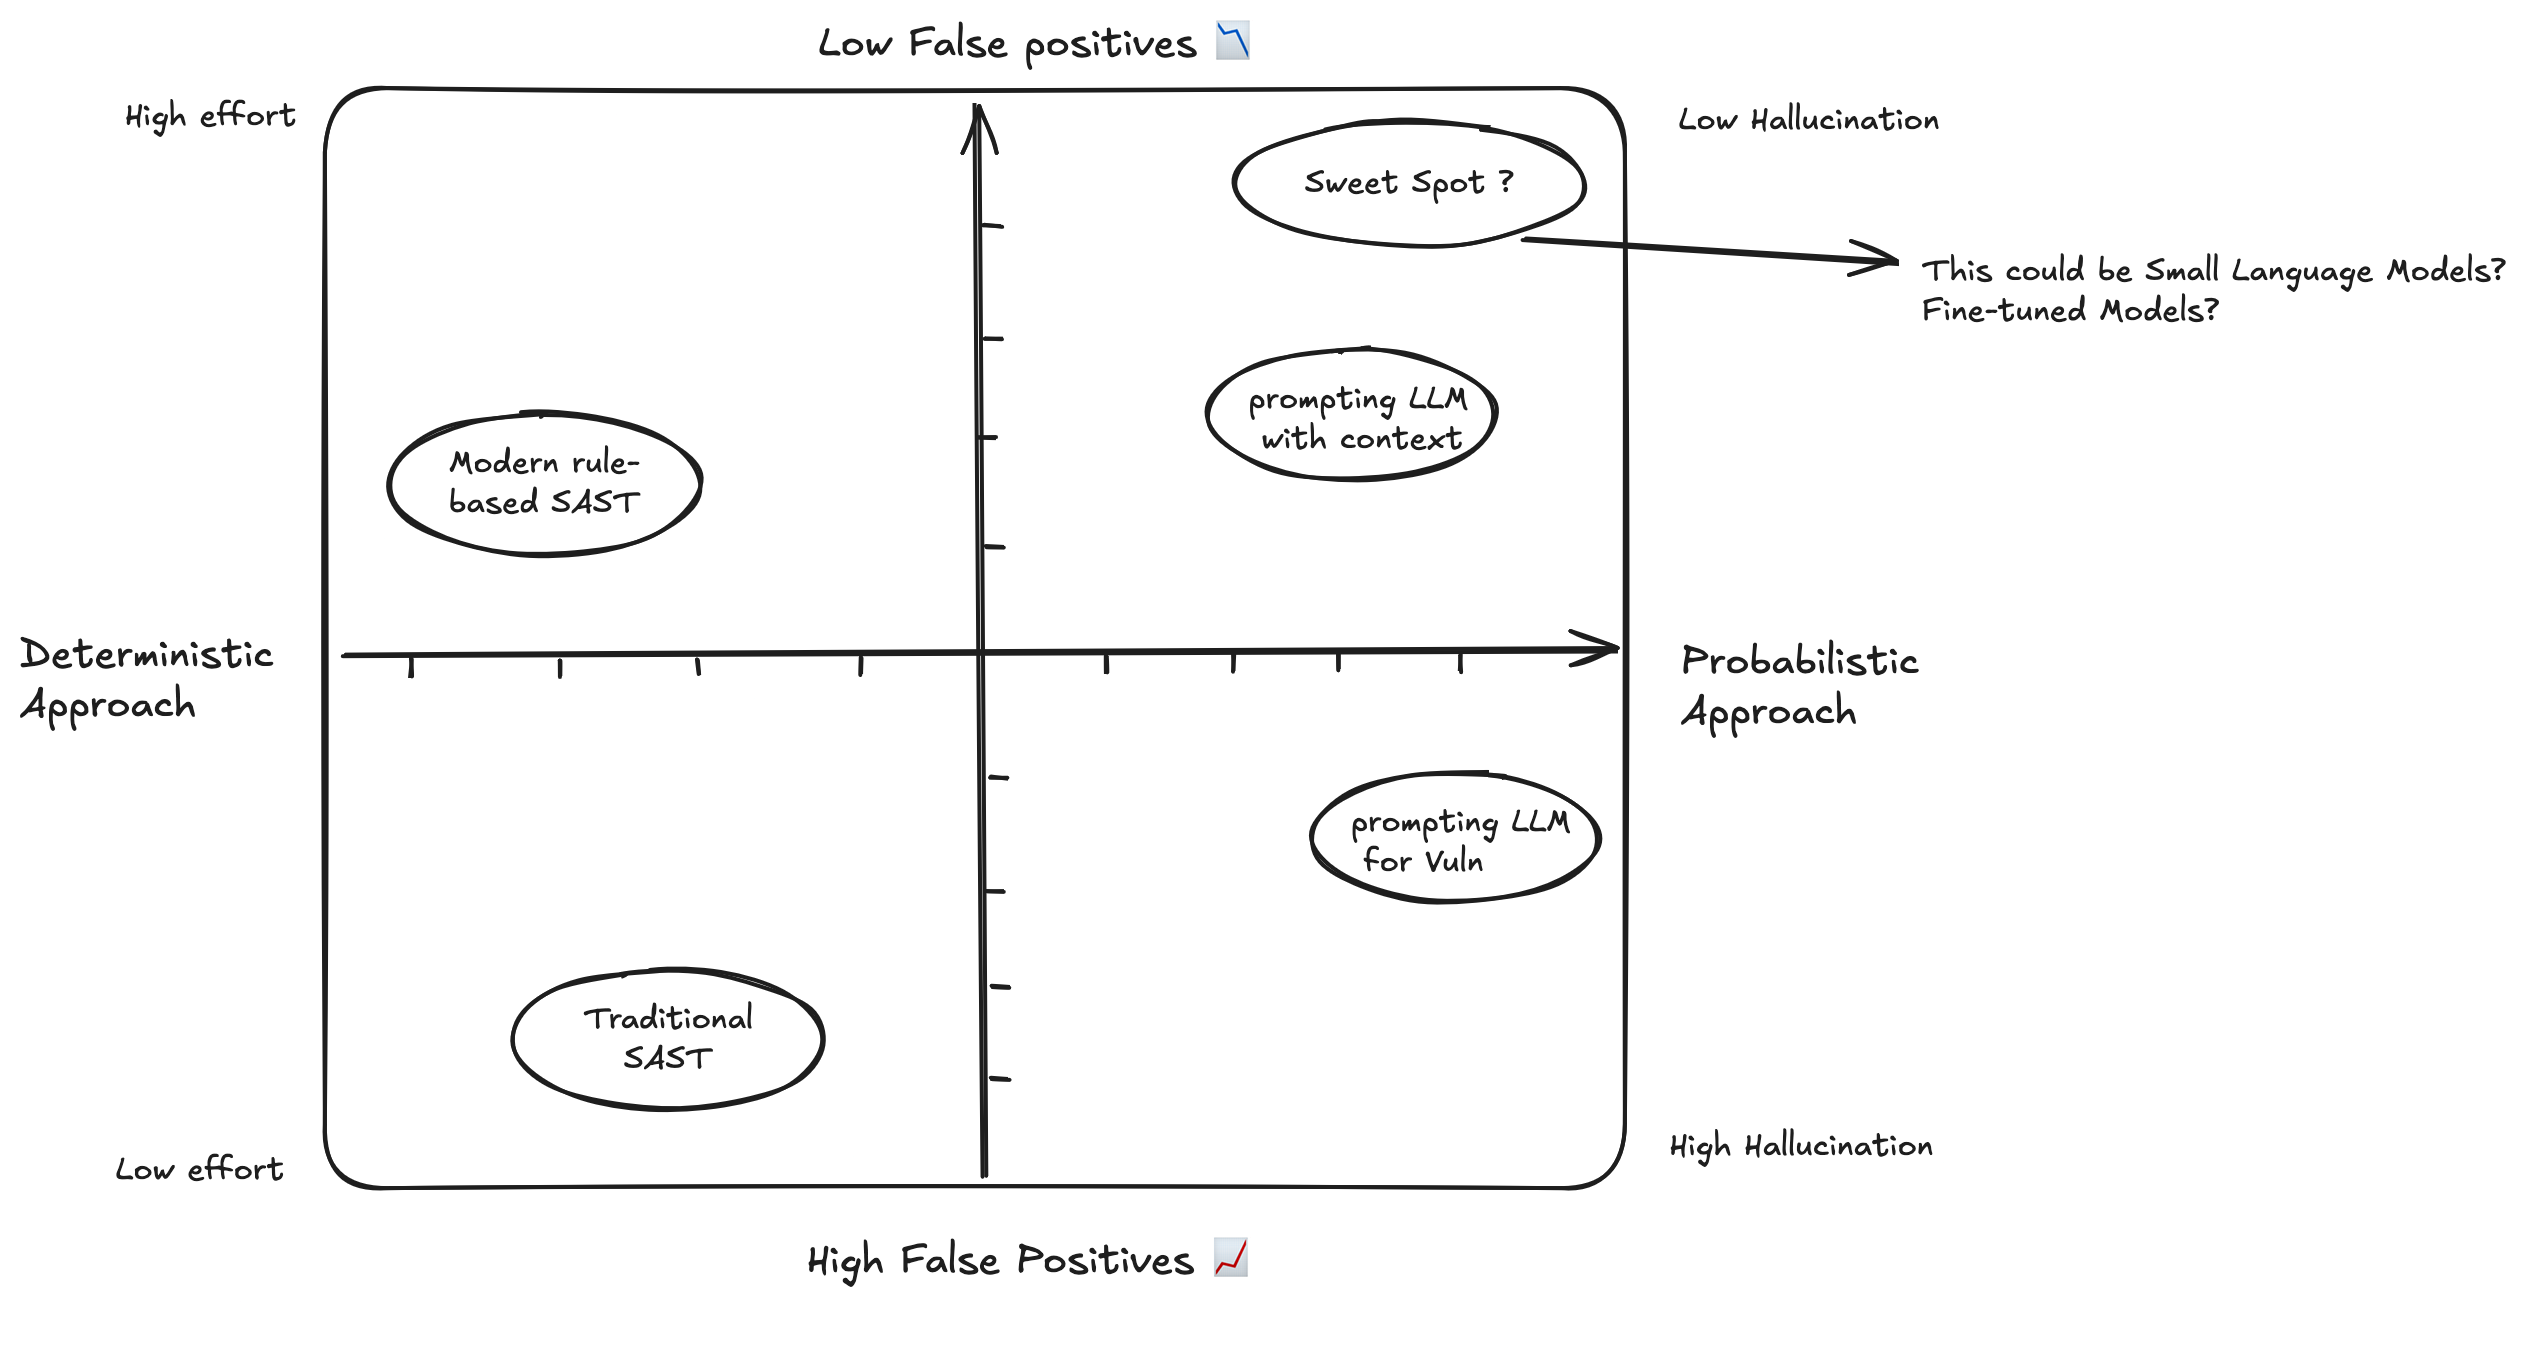 Low False positives 📉
High effort
Low Hallucination
Sweet Spot ?
This could be Small Language Models?
Fine-tuned Models?
prompting LLM
with context
Modern rule-
based SAST
Deterministic
Approach
Probabilistic
Approach
prompting LLM
for Vuln
Traditional
SAST
Low effort
High Hallucination
High False Positives 📈